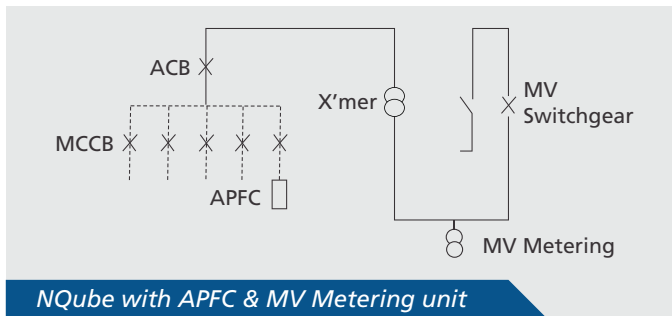 ACB
X’mer
MV
Switchgear
MCCB
APFC
MV Metering
NQube with APFC & MV Metering unit